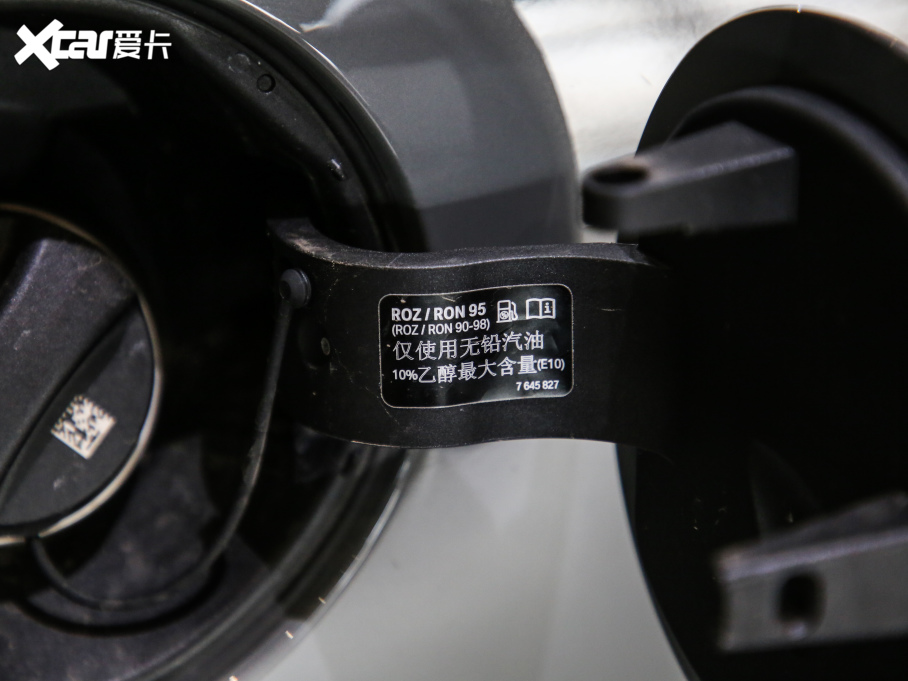 Xcar爱卡
ROZ / RON 95
(ROZ / RON 90-98)
仅使用无铅汽油
10%乙醇最大含量(E10)
7 645 827